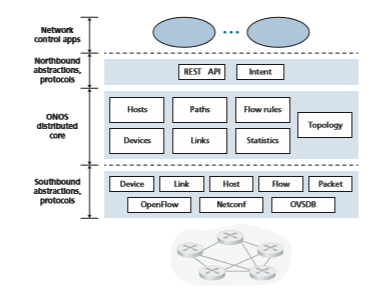 Network
control apps
Northbound
abstractions,
protocols
REST API
Intent
ONOS
distributed
core
Hosts
Paths
Flow rules
Topology
Devices
Links
Statistics
Southbound
abstractions,
protocols
Device
Link
Host
Flow
Packet
OpenFlow
Netconf
OVSDB